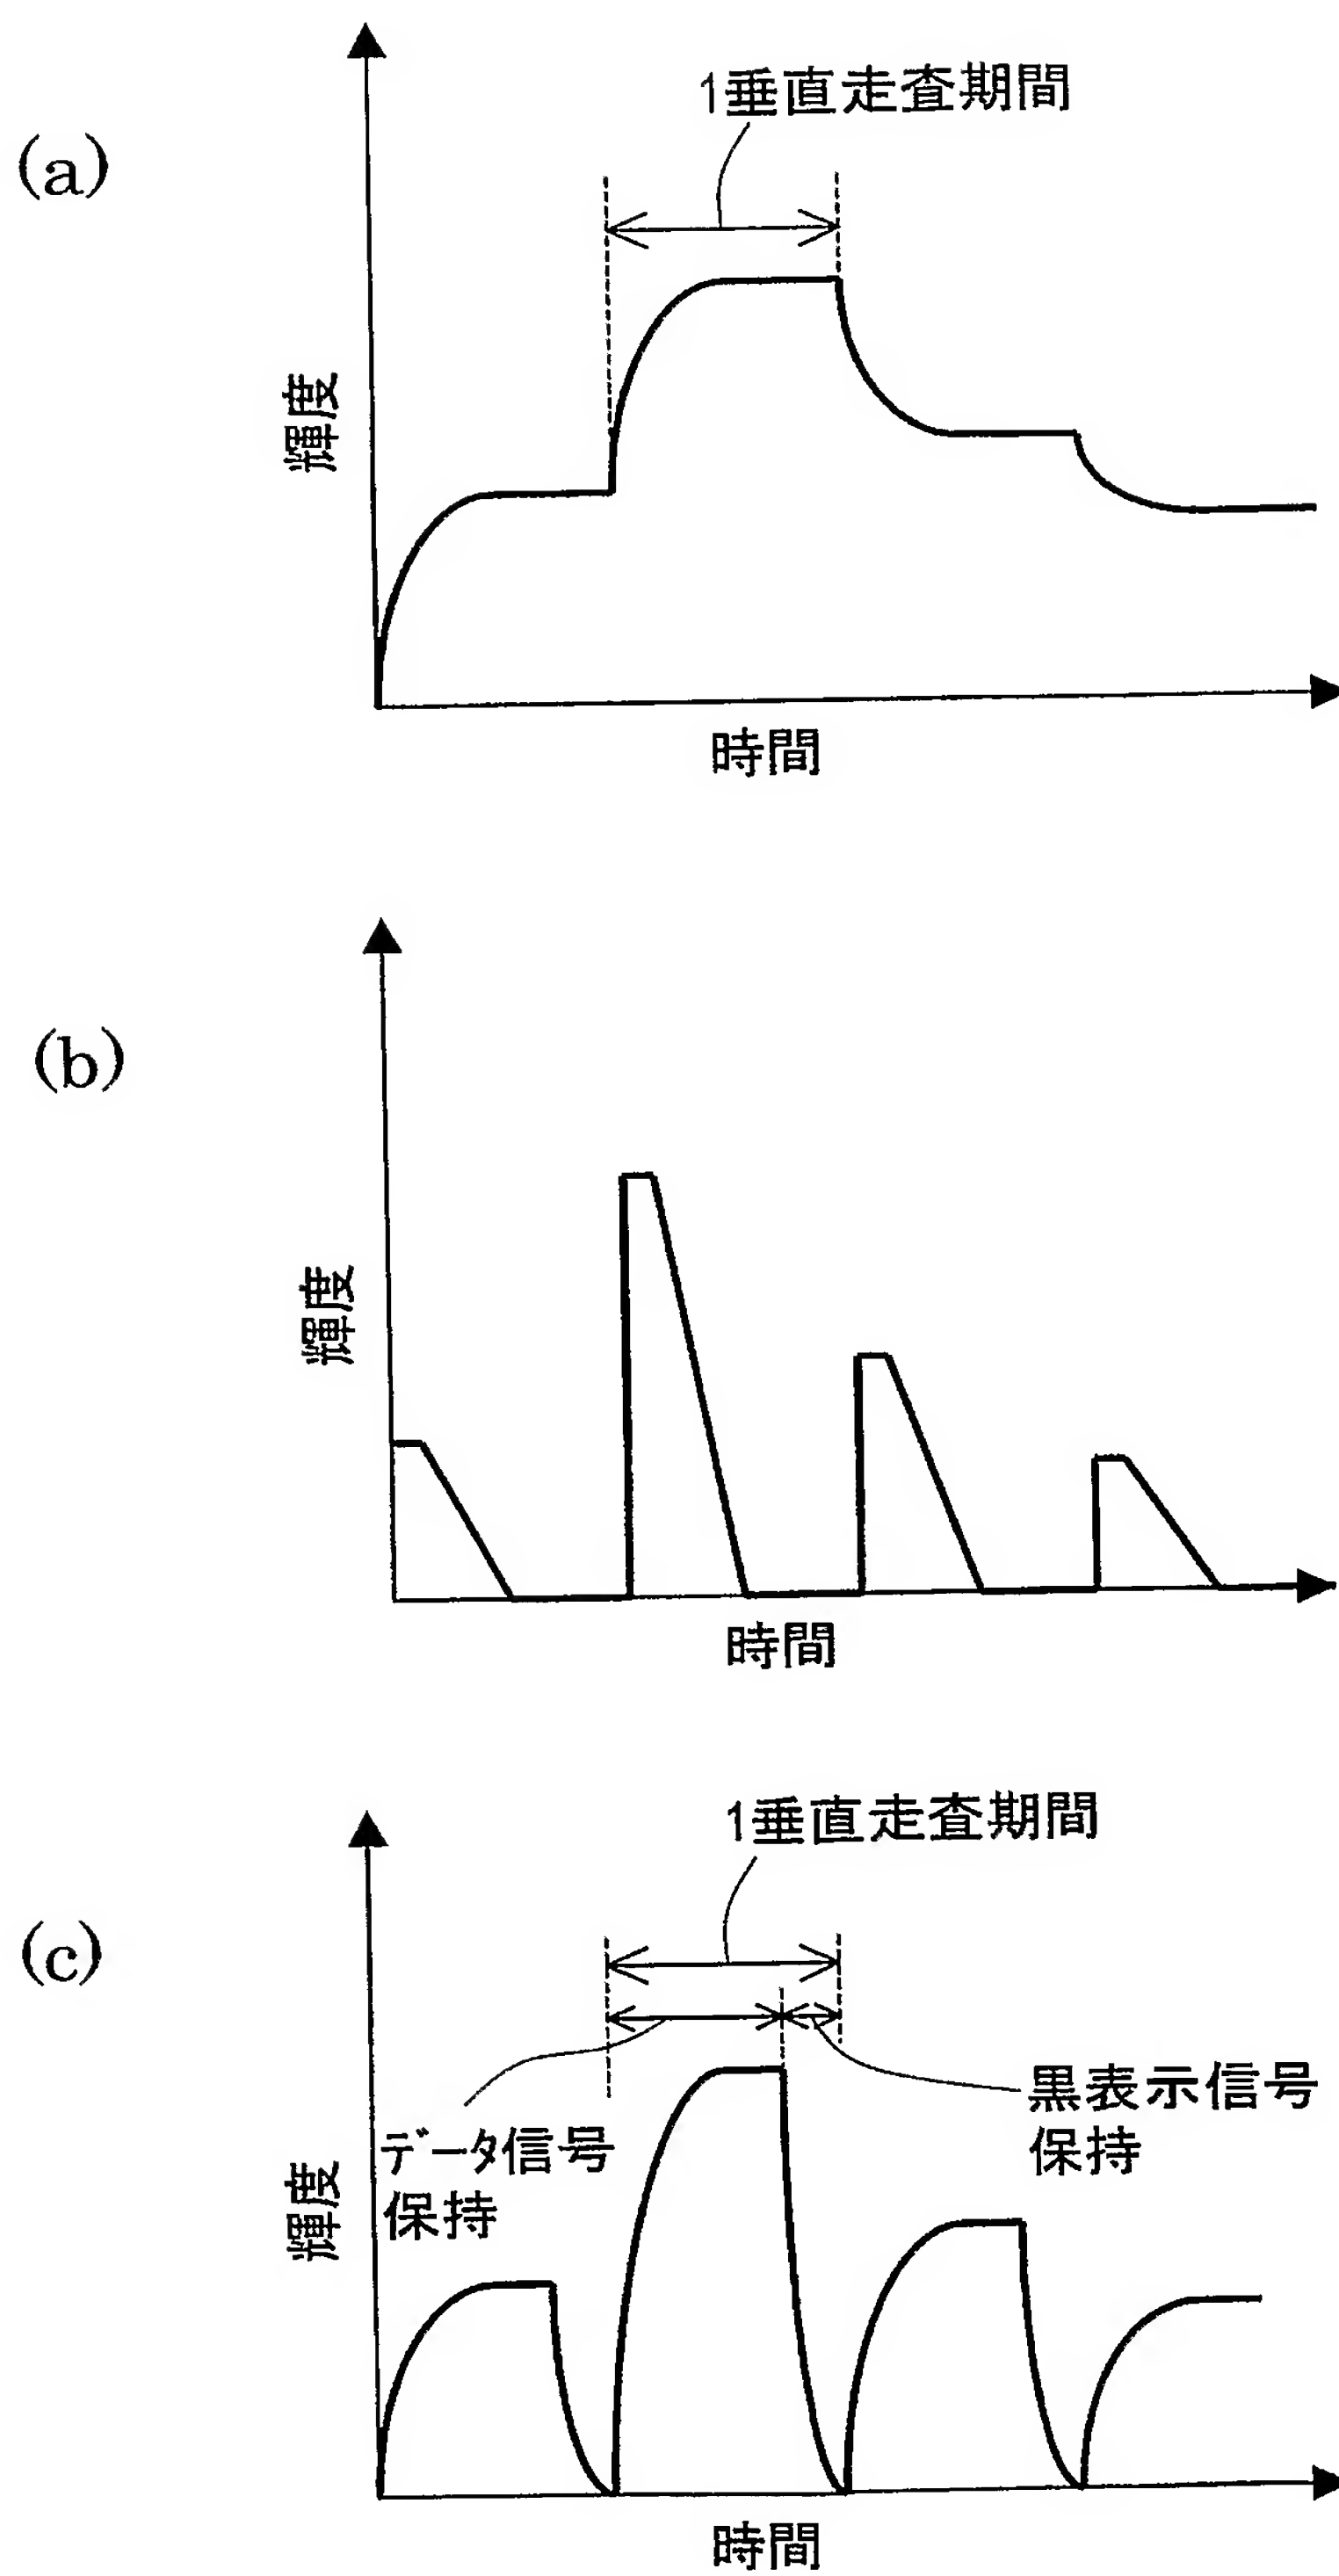 (a)
1垂直走査期間
輝度
時間
(b)
輝度
時間
(c)
1垂直走査期間
データ信号
保持
黒表示信号
保持
輝度
時間